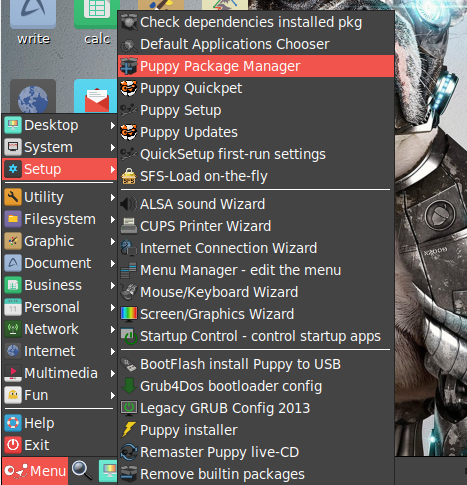 write
calc
Check dependencies installed pkg
Default Applications Chooser
Puppy Package Manager
Puppy Quickpet
Puppy Setup
Puppy Updates
QuickSetup first-run settings
SFS-Load on-the-fly
ALSA sound Wizard
CUPS Printer Wizard
Internet Connection Wizard
Menu Manager - edit the menu
Mouse/Keyboard Wizard
Screen/Graphics Wizard
Startup Control - control startup apps
BootFlash install Puppy to USB
Grub4Dos bootloader config
Legacy GRUB Config 2013
Puppy installer
Remaster Puppy live-CD
Remove builtin packages
Desktop
System
Setup
Utility
Filesystem
Graphic
Document
Business
Personal
Network
Internet
Multimedia
Fun
Help
Exit
Menu